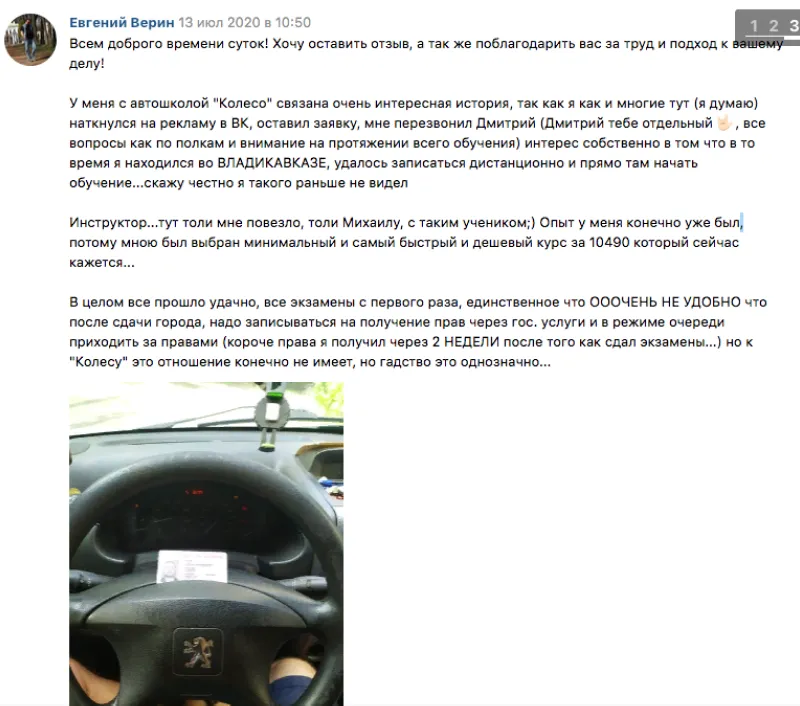 Евгений Верин 13 июл 2020 в 10:50
1 2 3
Всем доброго времени суток! Хочу оставить отзыв, а так же поблагодарить вас за труд и подход к вашему
делу!
У меня с автошколой "Колесо" связана очень интересная история, так как я как и многие тут (я думаю)
наткнулся на рекламу в ВК, оставил заявку, мне перезвонил Дмитрий (Дмитрий тебе отдельный 🤟🏻, все
вопросы как по полкам и внимание на протяжении всего обучения) интерес собственно в том что в то
время я находился во ВЛАДИКАВКАЗЕ, удалось записаться дистанционно и прямо там начать
обучение...скажу честно я такого раньше не видел
Инструктор...тут толи мне повезло, толи Михаилу, с таким учеником;) Опыт у меня конечно уже был,
потому мною был выбран минимальный и самый быстрый и дешевый курс за 10490 который сейчас
кажется...
В целом все прошло удачно, все экзамены с первого раза, единственное что ОООЧЕНЬ НЕ УДОБНО что
после сдачи города, надо записываться на получение прав через гос. услуги и в режиме очереди
приходить за правами (короче права я получил через 2 НЕДЕЛИ после того как сдал экзамены...) но к
"Колесу" это отношение конечно не имеет, но гадство это однозначно...